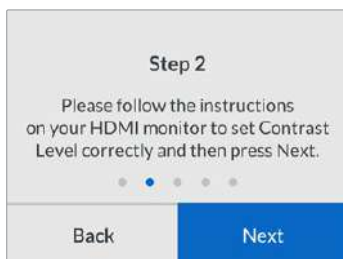 Step 2
Please follow the instructions
on your HDMI monitor to set Contrast
Level correctly and then press Next.
Back
Next